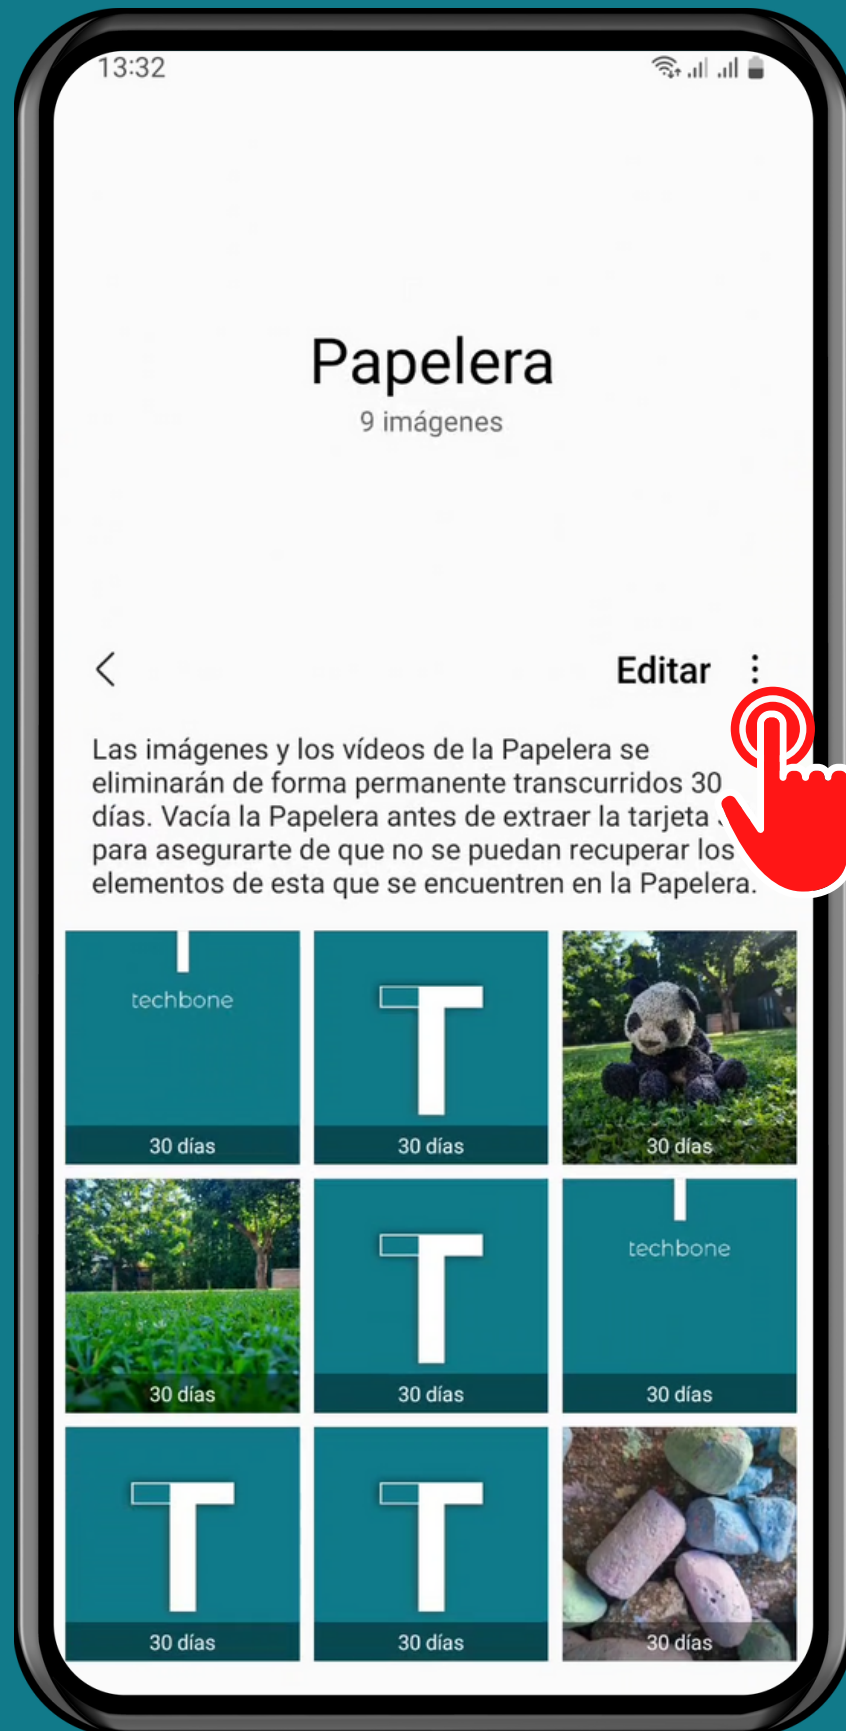 13:32
Papelera
9 imágenes
Editar
Las imágenes y los vídeos de la Papelera se
eliminarán de forma permanente transcurridos 30
días. Vacía la Papelera antes de extraer la tarjeta
para asegurarte de que no se puedan recuperar los
elementos de esta que se encuentren en la Papelera.
techbone
30 días
T
30 días
30 días
30 días
T
30 días
techbone
30 días
T
30 días
T
30 días
30 días